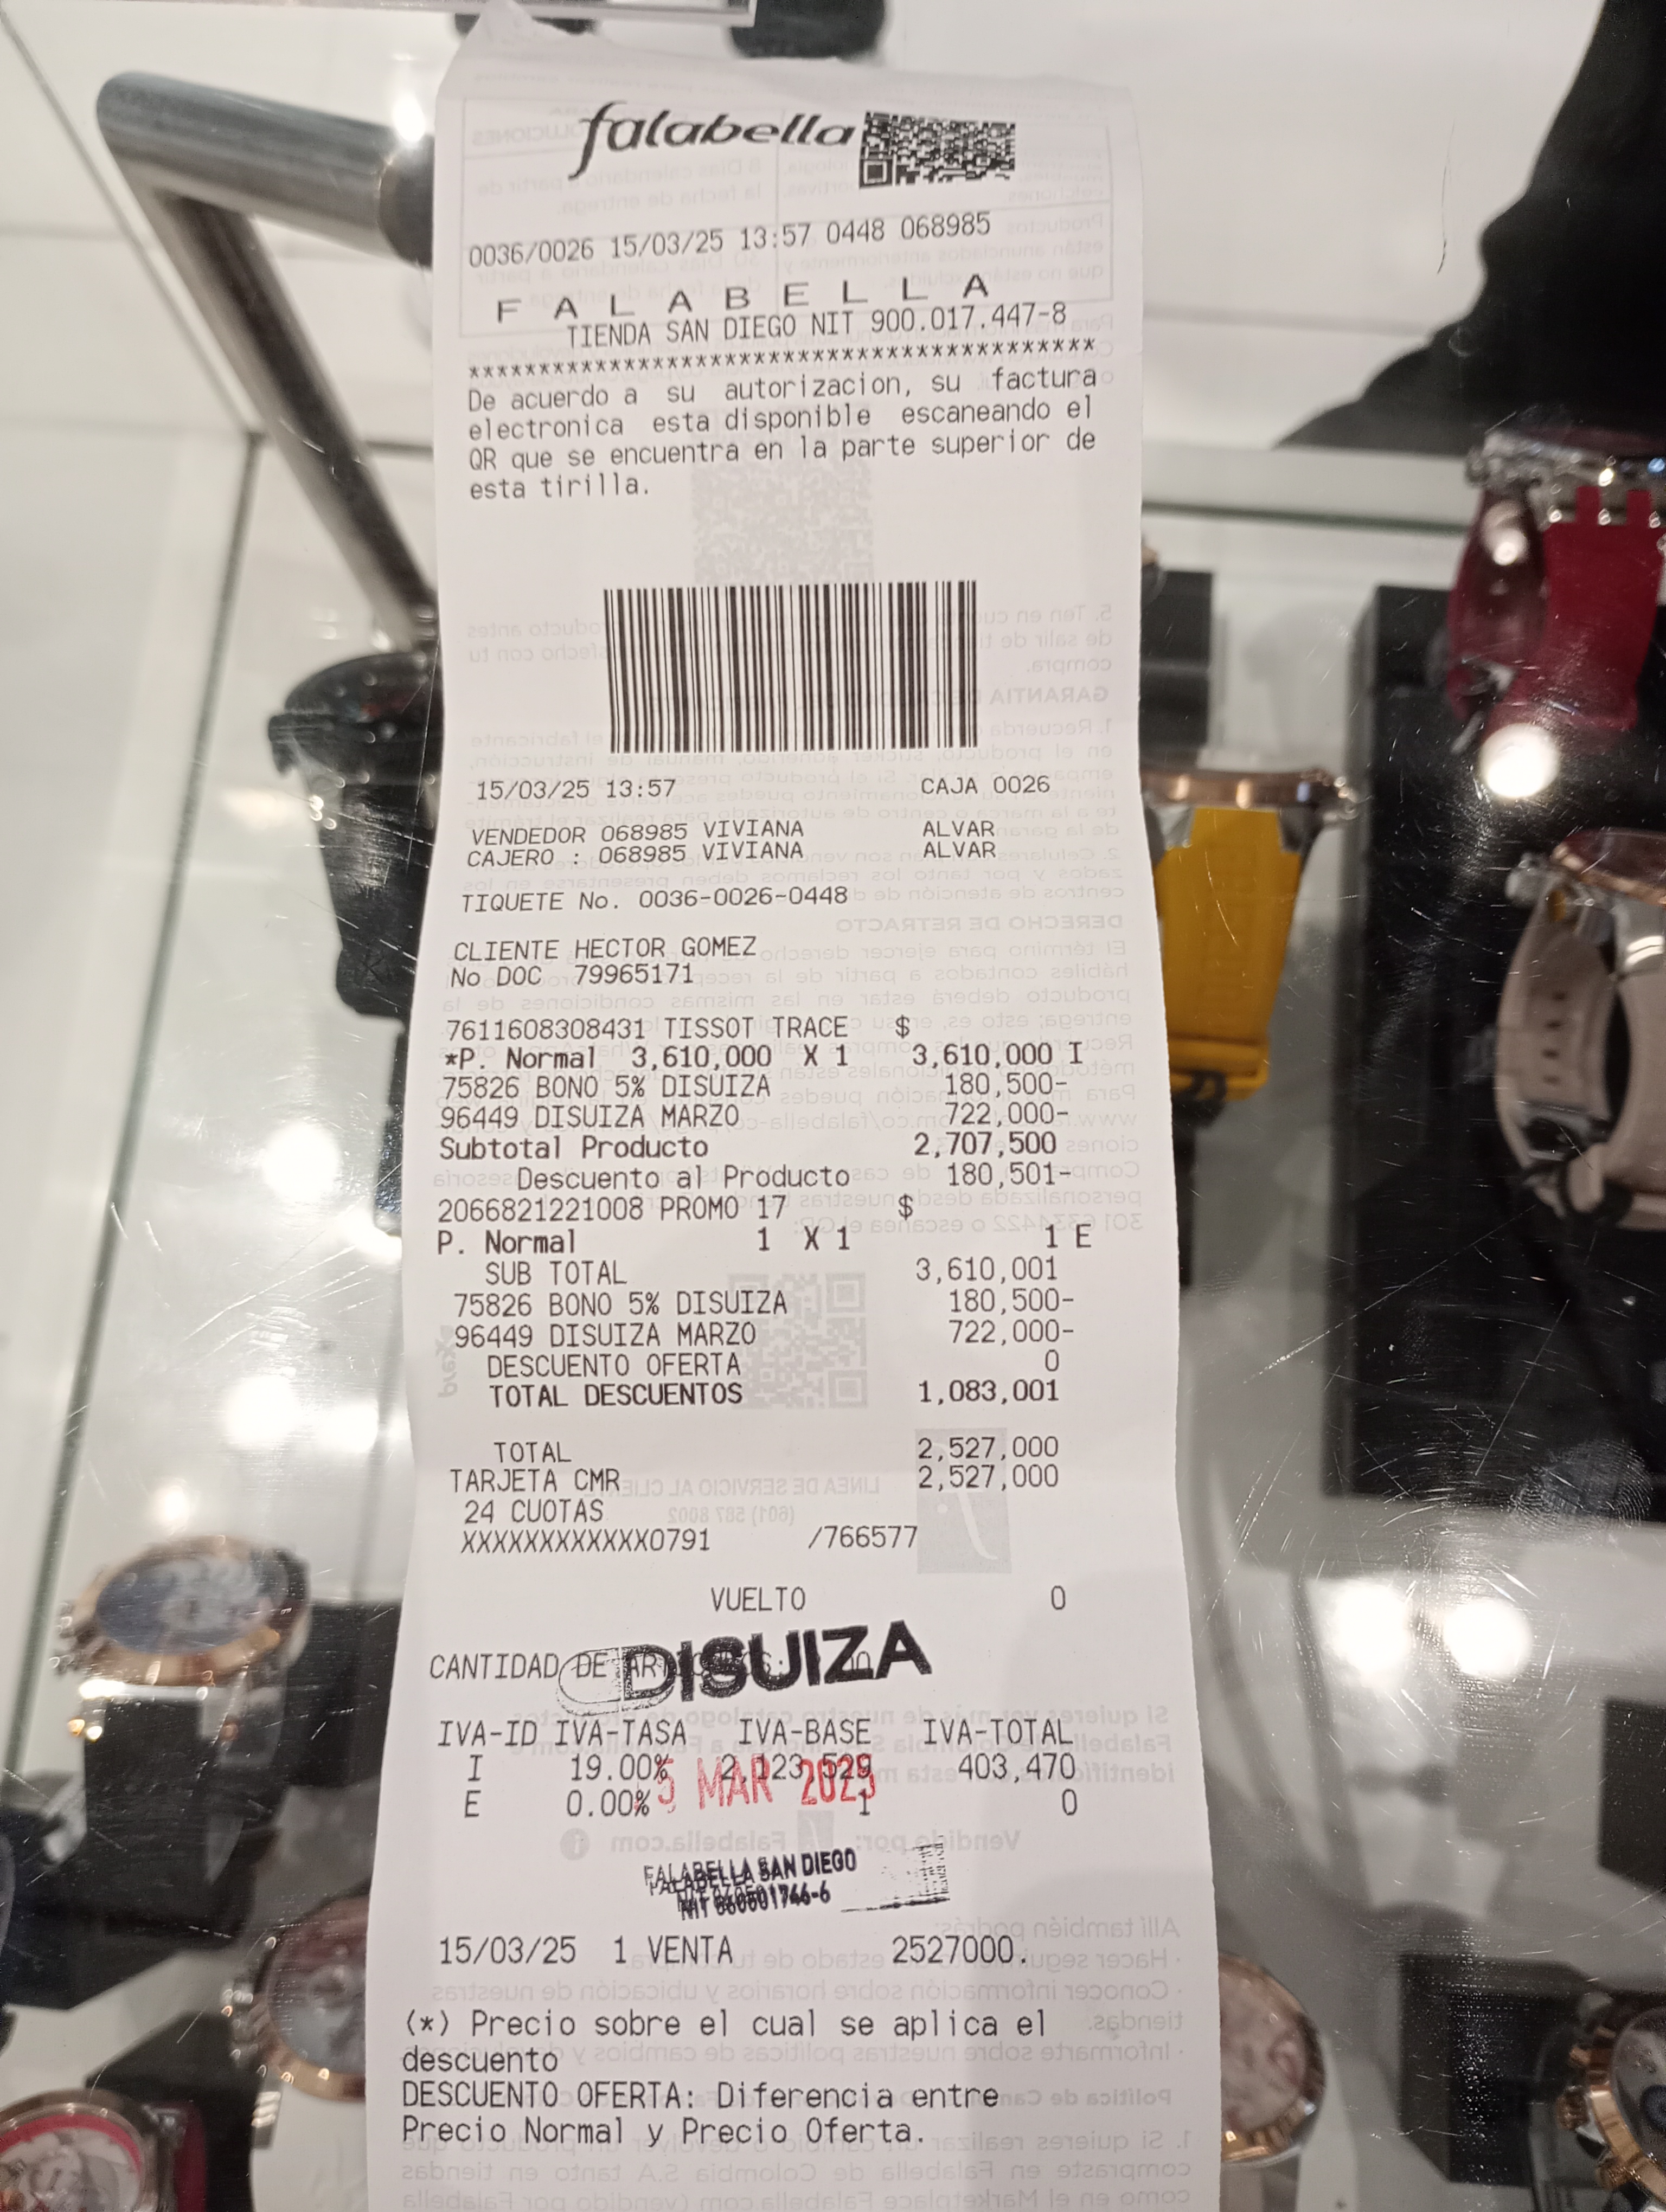 falabella
0036/0026 15/03/25 13:57 0448 068985
F A L A B E L L A
TIENDA SAN DIEGO NIT 900.017.447-8
******************************************
De acuerdo a su autorizacion, su factura
electronica esta disponible escaneando el
QR que se encuentra en la parte superior de
esta tirilla.
15/03/25 13:57 CAJA 0026
VENDEDOR 068985 VIVIANA ALVAR
CAJERO : 068985 VIVIANA ALVAR
TIQUETE No. 0036-0026-0448
CLIENTE HECTOR GOMEZ
No DOC 79965171
7611608308431 TISSOT TRACE $
*P. Normal 3,610,000 X 1 3,610,000 I
75826 BONO 5% DISUIZA 180,500-
96449 DISUIZA MARZO 722,000-
Subtotal Producto 2,707,500
Descuento al Producto 180,501-
2066821221008 PROMO 17 $
P. Normal 1 X 1 1 E
SUB TOTAL 3,610,001
75826 BONO 5% DISUIZA 180,500-
96449 DISUIZA MARZO 722,000-
DESCUENTO OFERTA 0
TOTAL DESCUENTOS 1,083,001
TOTAL 2,527,000
TARJETA CMR 2,527,000
24 CUOTAS
XXXXXXXXXXXX0791 /766577
VUELTO 0
DISUIZA
CANTIDAD DE
IVA-ID IVA-TASA IVA-BASE IVA-TOTAL
I 19.00% 2,123,529 403,470
5 MAR 2025
E 0.00% 1 0
FALABELLA SAN DIEGO
15/03/25 1 VENTA 2527000.
(*) Precio sobre el cual se aplica el
descuento
DESCUENTO OFERTA: Diferencia entre
Precio Normal y Precio Oferta.